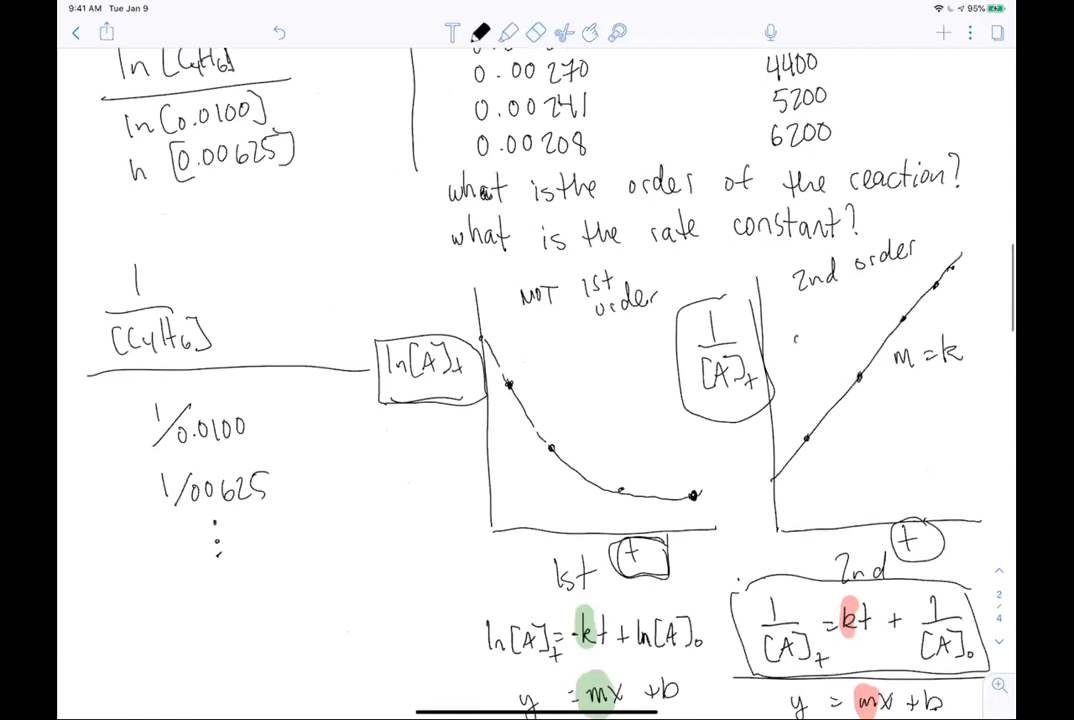 9:41 AM Tue Jan 9
95%
ln [C4H6]
ln [0.0100]
ln [0.00625]
0.00270 4400
0.00241 5200
0.00208 6200
what is the order of the reaction?
what is the rate constant?
1
[C4H6]
1/0.0100
1/00625
NOT 1st
order
ln[A]t
t
1st
ln[A]t = -kt + ln[A]0
y = mx + b
2nd order
1/[A]t
m = k
t
2nd
1/[A]t = kt + 1/[A]0
y = mx + b
2
/
4